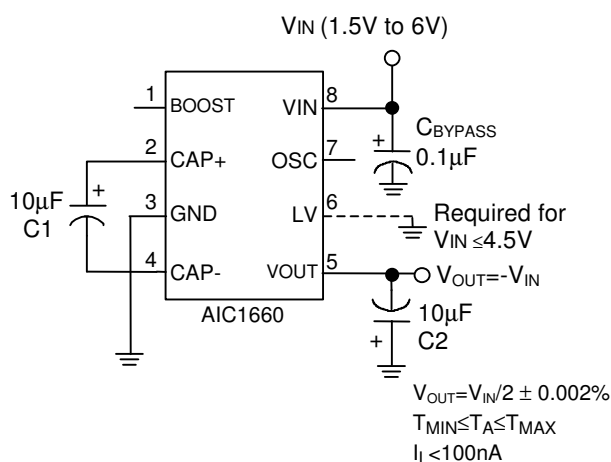 VIN (1.5V to 6V)
1 BOOST VIN 8
2 CAP+ OSC 7
+ CBYPASS
0.1µF
+
10µF
C1
3 GND LV 6
Required for
VIN ≤4.5V
4 CAP- VOUT 5
VOUT=-VIN
AIC1660
10µF
C2
+
VOUT=VIN/2 ± 0.002%
TMIN≤TA≤TMAX
IL <100nA